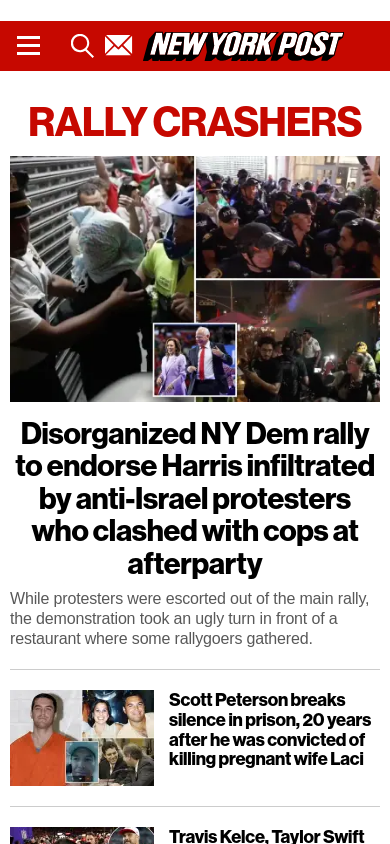 NEW YORK POST
RALLY CRASHERS
Disorganized NY Dem rally
to endorse Harris infiltrated
by anti-Israel protesters
who clashed with cops at
afterparty
While protesters were escorted out of the main rally,
the demonstration took an ugly turn in front of a
restaurant where some rallygoers gathered.
Scott Peterson breaks
silence in prison, 20 years
after he was convicted of
killing pregnant wife Laci
Travis Kelce, Taylor Swift